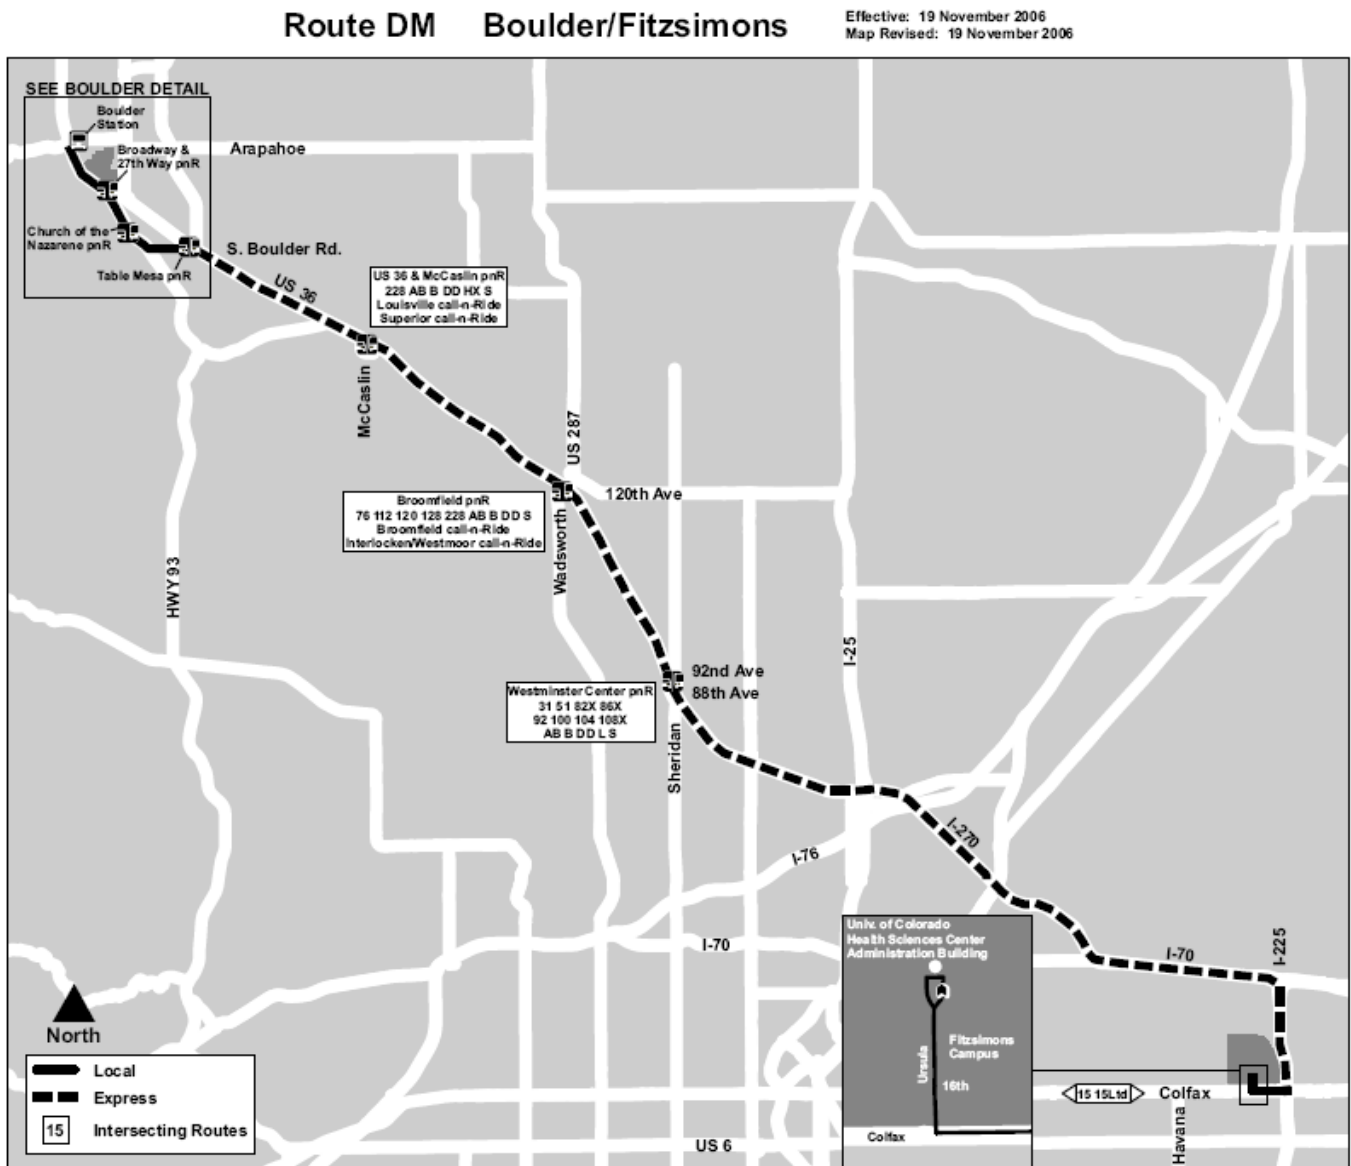 Route DM Boulder/Fitzsimons
Effective: 19 November 2006
Map Revised: 19 November 2006
SEE BOULDER DETAIL
Boulder
Station
Broadway &
27th Way pnR
Arapahoe
Church of the
Nazarene pnR
S. Boulder Rd.
Table Mesa pnR
US 36
US 36 & McCaslin pnR
228 AB B DD HX S
Louisville call-n-Ride
Superior call-n-Ride
McCaslin
US 287
120th Ave
Broomfield pnR
76 112 120 128 228 AB B DD S
Broomfield call-n-Ride
Interlocken/Westmoor call-n-Ride
Wadsworth
HWY 93
I-25
92nd Ave
88th Ave
Westminster Center pnR
31 51 82X 86X
92 100 104 108X
AB B DD L S
Sheridan
I-270
I-76
I-70
I-70
I-225
Univ. of Colorado
Health Sciences Center
Administration Building
Fitzsimons
Campus
Ursula
16th
Colfax
15 15Ltd
Colfax
Havana
US 6
North
Local
Express
15 Intersecting Routes